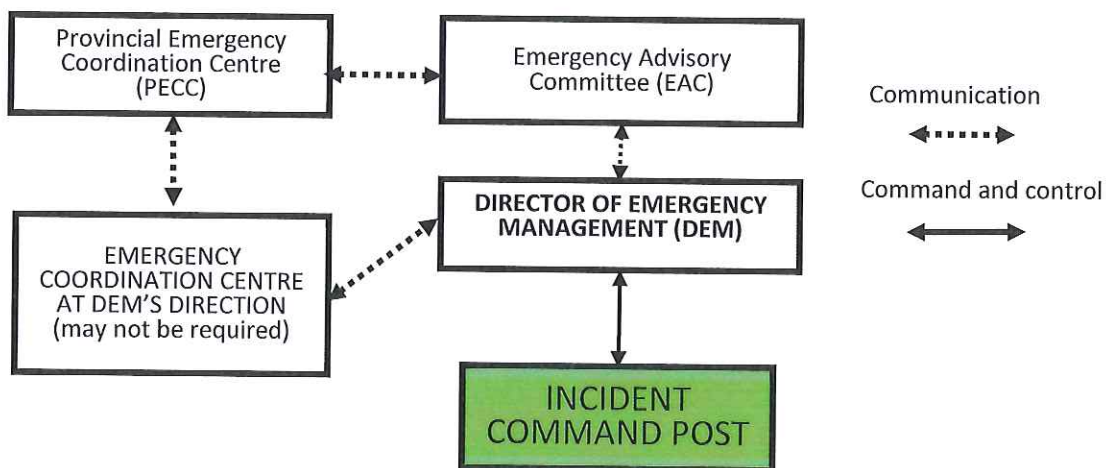 Provincial Emergency
Coordination Centre
(PECC)
Emergency Advisory
Committee (EAC)
Communication
Command and control
DIRECTOR OF EMERGENCY
MANAGEMENT (DEM)
EMERGENCY
COORDINATION CENTRE
AT DEM'S DIRECTION
(may not be required)
INCIDENT
COMMAND POST